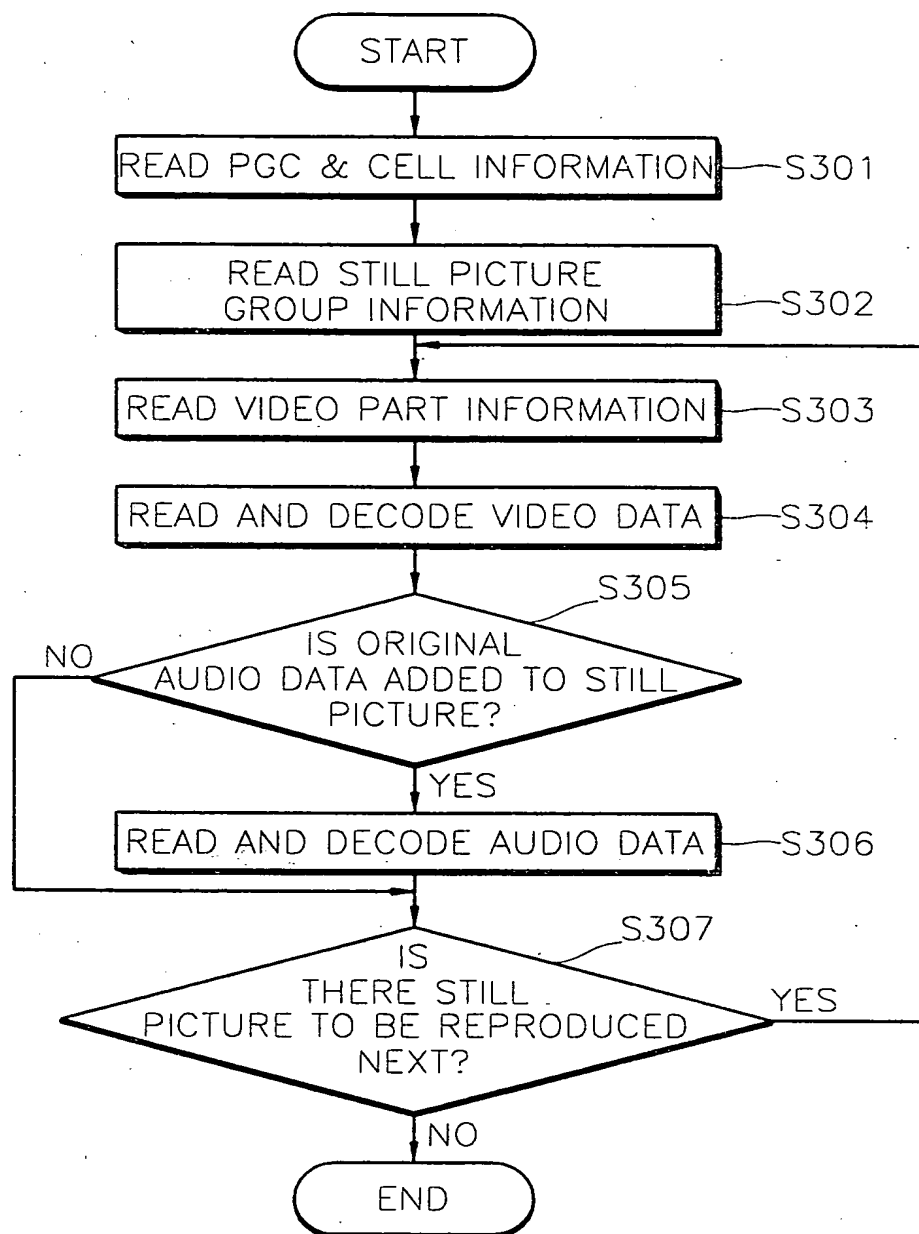 START
READ PGC & CELL INFORMATION
S301
READ STILL PICTURE
GROUP INFORMATION
S302
READ VIDEO PART INFORMATION
S303
READ AND DECODE VIDEO DATA
S304
S305
IS ORIGINAL
AUDIO DATA ADDED TO STILL
PICTURE?
NO
YES
READ AND DECODE AUDIO DATA
S306
S307
IS
THERE STILL
PICTURE TO BE REPRODUCED
NEXT?
YES
NO
END